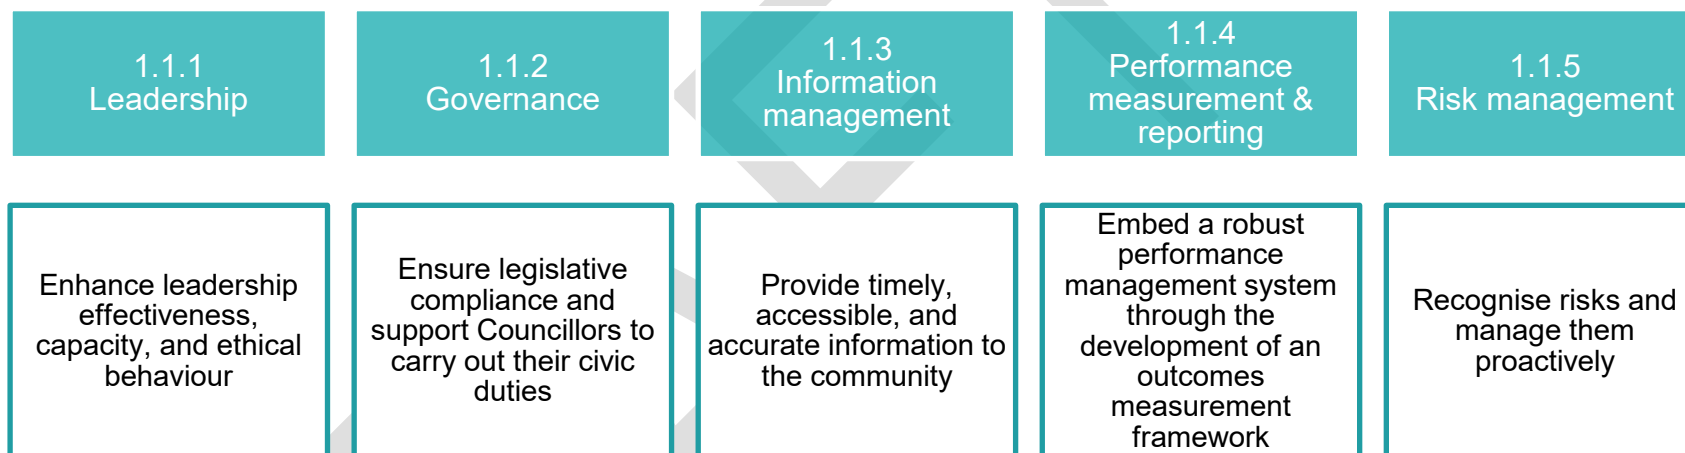 1.1.1
Leadership
1.1.2
Governance
1.1.3
Information
management
1.1.4
Performance
measurement &
reporting
1.1.5
Risk management
Enhance leadership
effectiveness,
capacity, and ethical
behaviour
Ensure legislative
compliance and
support Councillors to
carry out their civic
duties
Provide timely,
accessible, and
accurate information to
the community
Embed a robust
performance
management system
through the
development of an
outcomes
measurement
framework
Recognise risks and
manage them
proactively